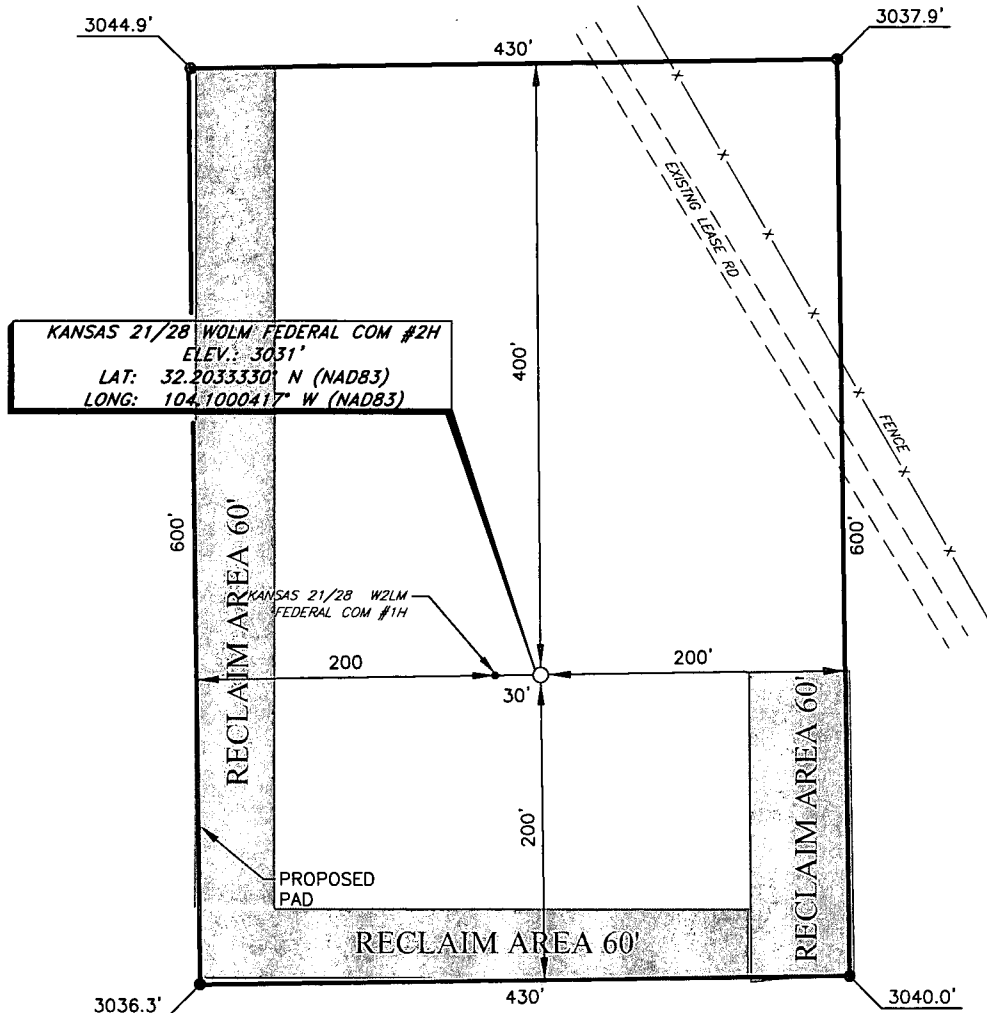 3044.9'
3037.9'
430'
EXISTNG LEASE RD
400'
KANSAS 21/28 WOLM FEDERAL COM #2H
ELEV.: 3031'
LAT: 32.2033330° N (NAD83)
LONG: 104.1000417° W (NAD83)
FENCE
600'
600'
RECLAIM AREA 60'
KANSAS 21/28 W2LM
FEDERAL COM #1H
200
200'
30'
RECLAIM AREA 60'
200'
PROPOSED
PAD
RECLAIM AREA 60'
430'
3036.3'
3040.0'